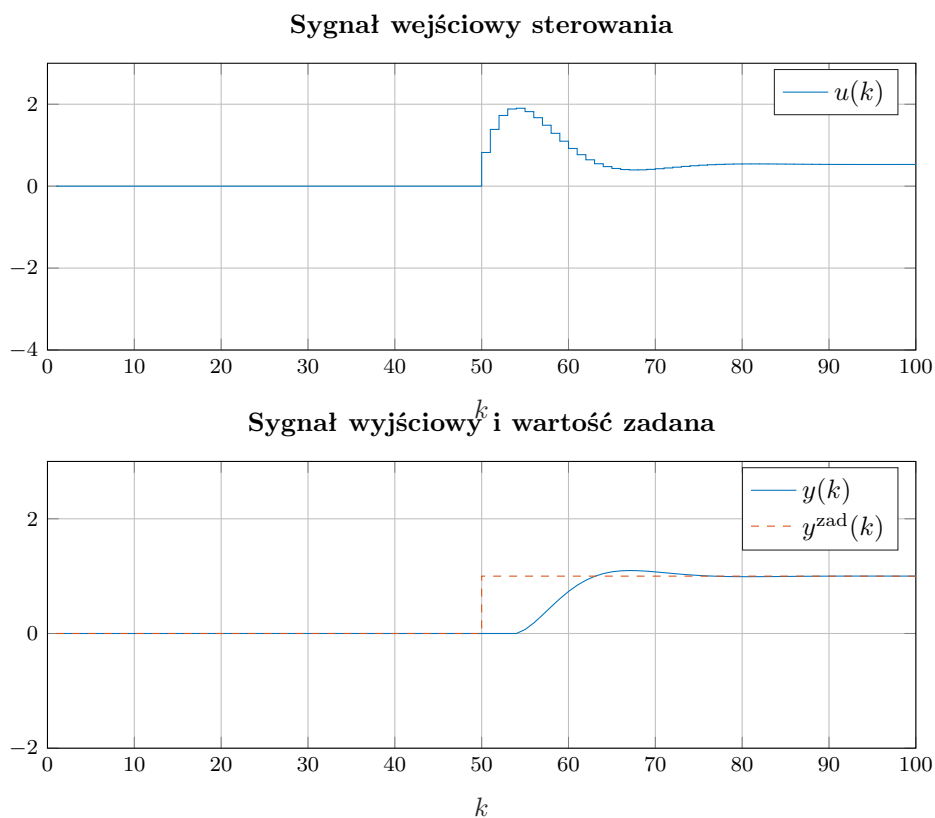 Sygnał wejściowy sterowania
u(k)
2
0
−2
−4
0 10 20 30 40 50 60 70 80 90 100
k
Sygnał wyjściowy i wartość zadana
y(k)
y^zad(k)
2
0
−2
0 10 20 30 40 50 60 70 80 90 100
k